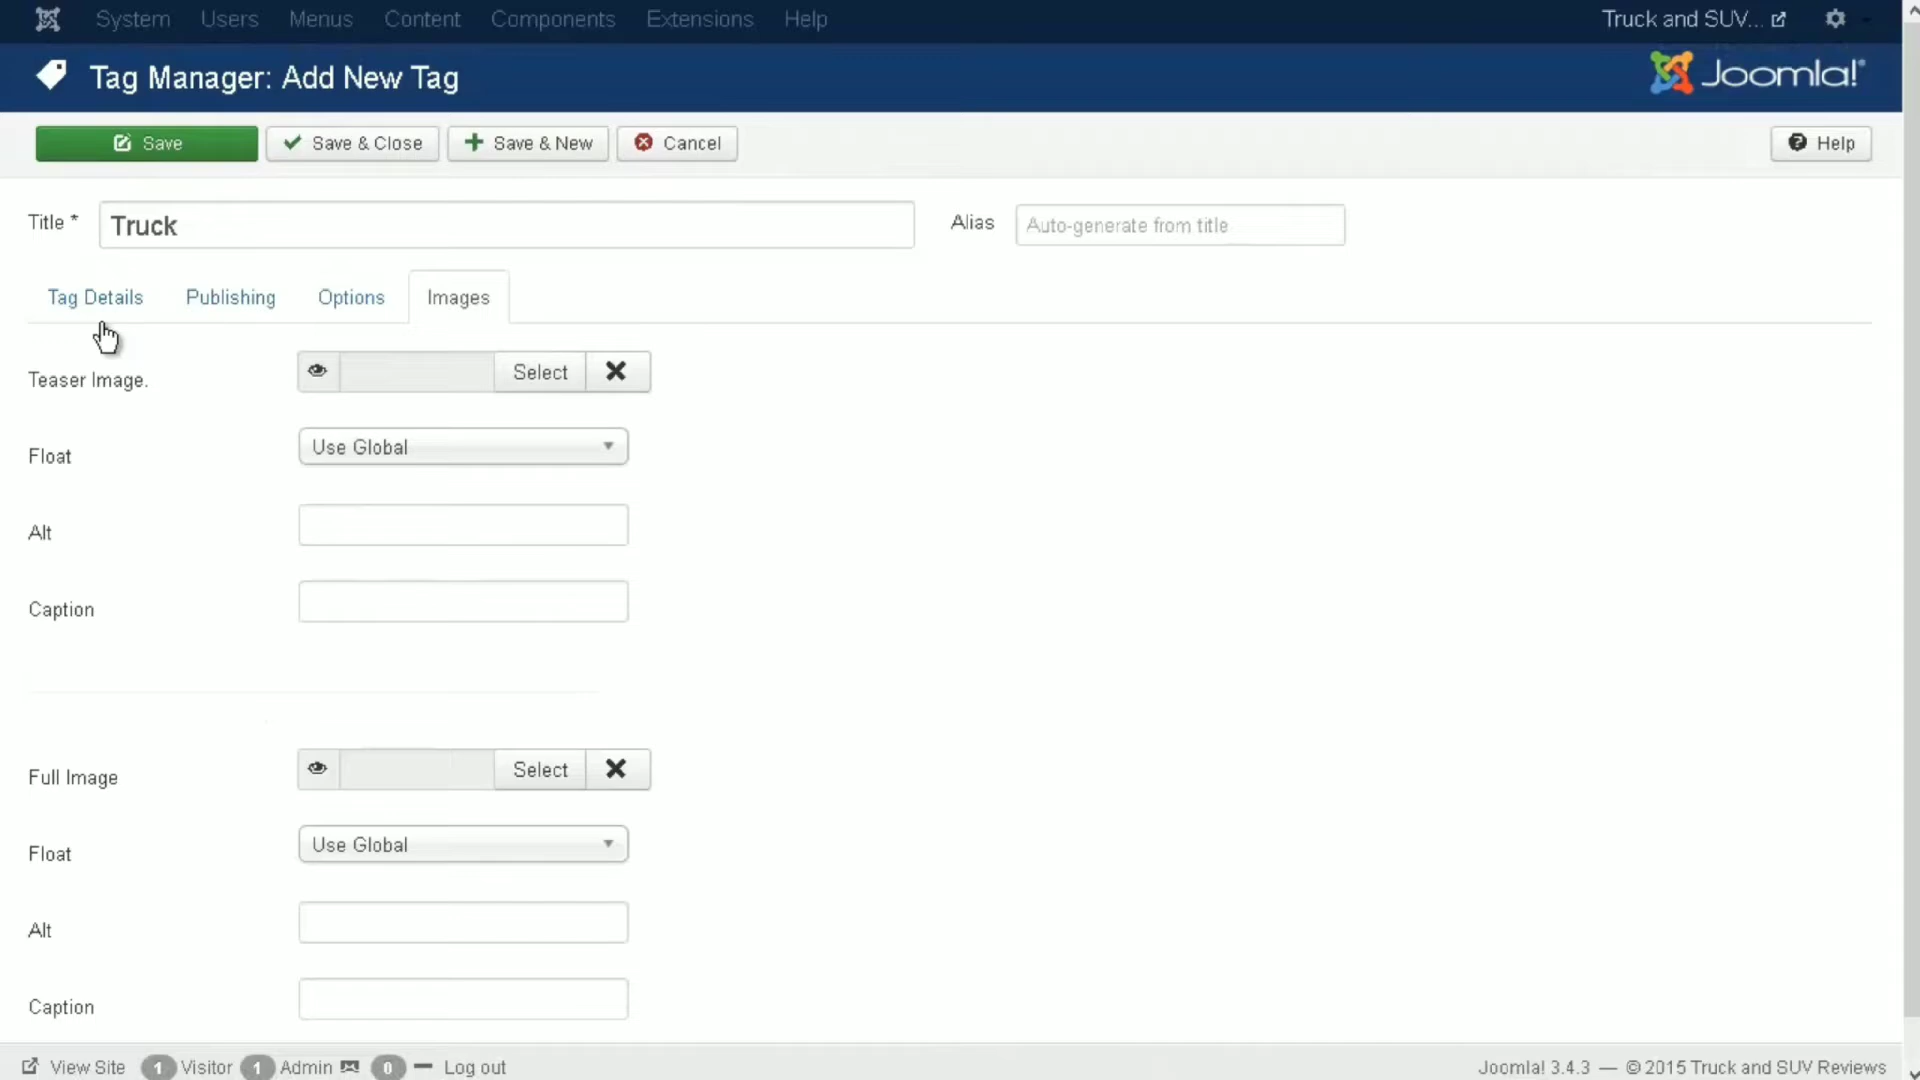 System Users Menus Content Components Extensions Help Truck and SUV...
Tag Manager: Add New Tag Joomla!®
Save Save & Close Save & New Cancel Help
Title * Truck Alias Auto-generate from title
Tag Details Publishing Options Images
Teaser Image. Select
Float Use Global
Alt
Caption
Full Image Select
Float Use Global
Alt
Caption
View Site 1 Visitor 1 Admin 0 Log out Joomla! 3.4.3 — © 2015 Truck and SUV Reviews